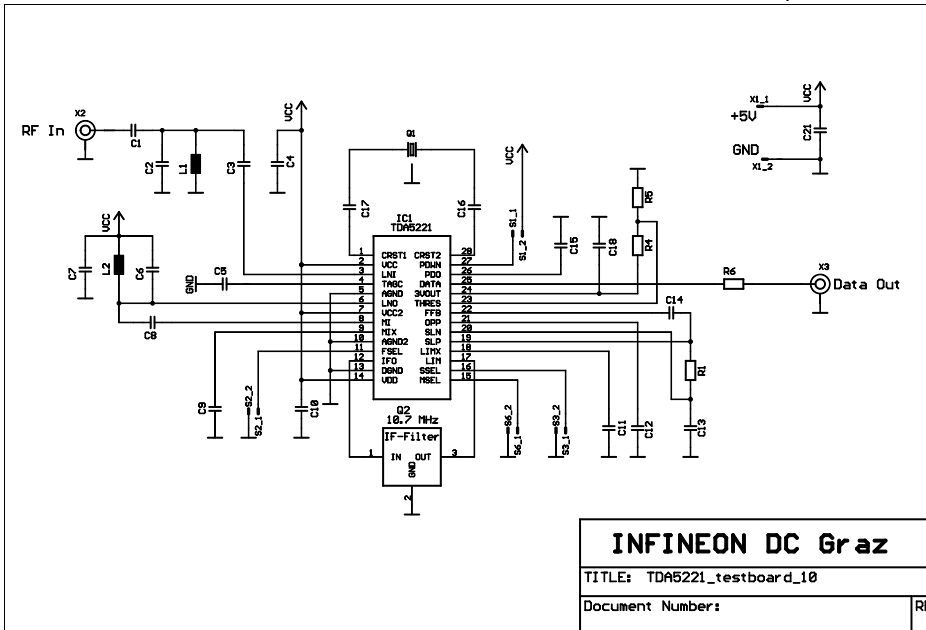 X2
RF In
C1
C2
L1
C3
VCC
C4
Q1
C17
C16
VCC
S1_1
S1_2
X1_1
+5V
VCC
C21
GND
X1_2
IC1
TDA5221
1 CRST1 CRST2 28
2 VCC PDWN 27
3 LNI PDO 26
4 TAGC DATA 25
5 AGND 3VOUT 24
6 LNO THRES 23
7 VCC2 FFB 22
8 MI OPP 21
9 MIX SLN 20
10 AGND2 SLP 19
11 FSEL LIMX 18
12 IFO LIM 17
13 DGND SSEL 16
14 VDD MSEL 15
VCC
C7
L2
C6
GND
C5
C8
C15
C18
R5
R4
R6
X3
Data Out
C14
R1
C9
S2_2
S2_1
C10
Q2
10.7 MHz
IF-Filter
1 IN OUT 3
GND
2
S6_2
S6_1
S3_2
S3_1
C11
C12
C13
INFINEON DC Graz
TITLE: TDA5221_testboard_10
Document Number: